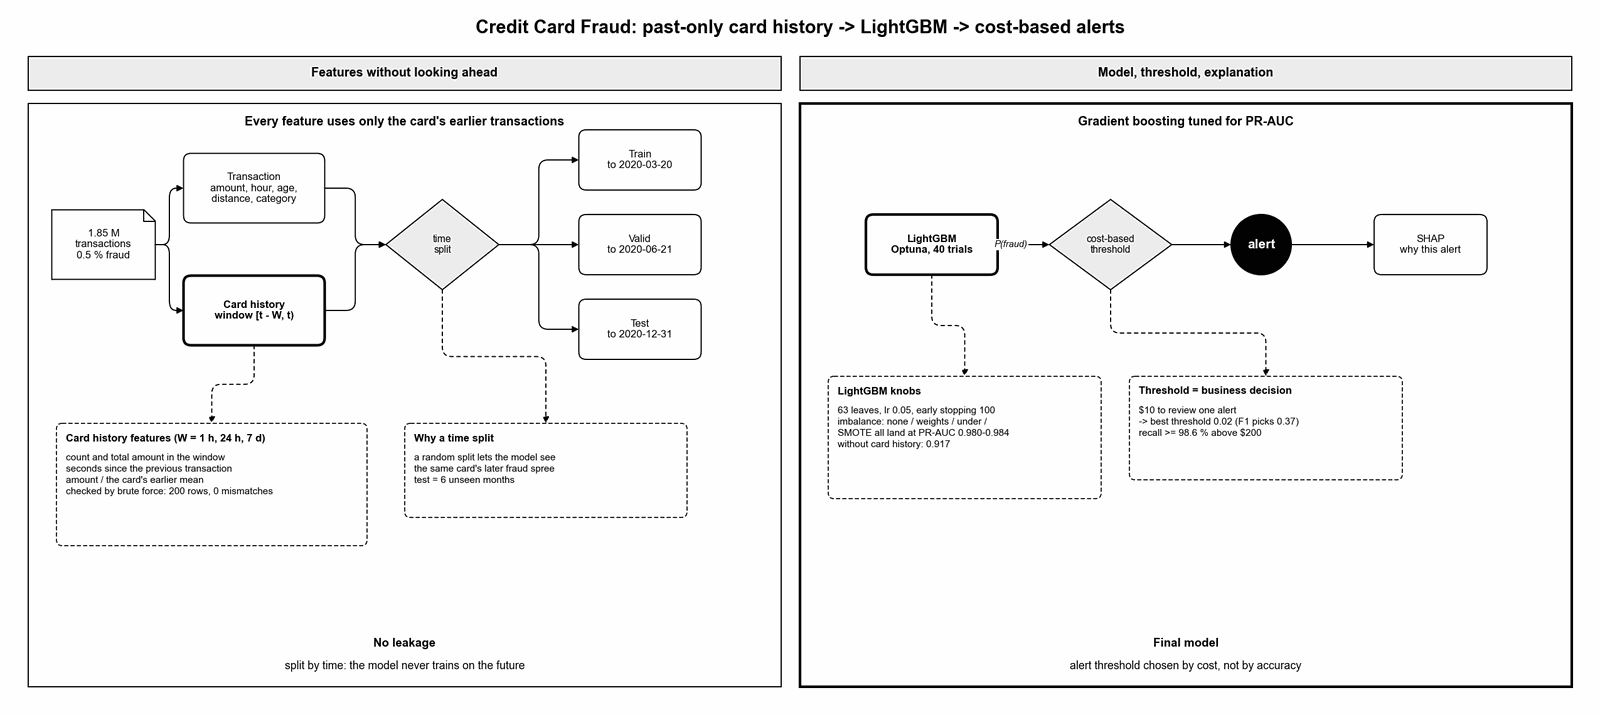 Credit Card Fraud: past-only card history -> LightGBM -> cost-based alerts
Features without looking ahead
Every feature uses only the card's earlier transactions
1.85 M
transactions
0.5 % fraud
Transaction
amount, hour, age,
distance, category
Card history
window [t - W, t)
time
split
Train
to 2020-03-20
Valid
to 2020-06-21
Test
to 2020-12-31
Card history features (W = 1 h, 24 h, 7 d)
count and total amount in the window
seconds since the previous transaction
amount / the card's earlier mean
checked by brute force: 200 rows, 0 mismatches
Why a time split
a random split lets the model see
the same card's later fraud spree
test = 6 unseen months
No leakage
split by time: the model never trains on the future
Model, threshold, explanation
Gradient boosting tuned for PR-AUC
LightGBM
Optuna, 40 trials
P(fraud)
cost-based
threshold
alert
SHAP
why this alert
LightGBM knobs
63 leaves, lr 0.05, early stopping 100
imbalance: none / weights / under /
SMOTE all land at PR-AUC 0.980-0.984
without card history: 0.917
Threshold = business decision
$10 to review one alert
-> best threshold 0.02 (F1 picks 0.37)
recall >= 98.6 % above $200
Final model
alert threshold chosen by cost, not by accuracy